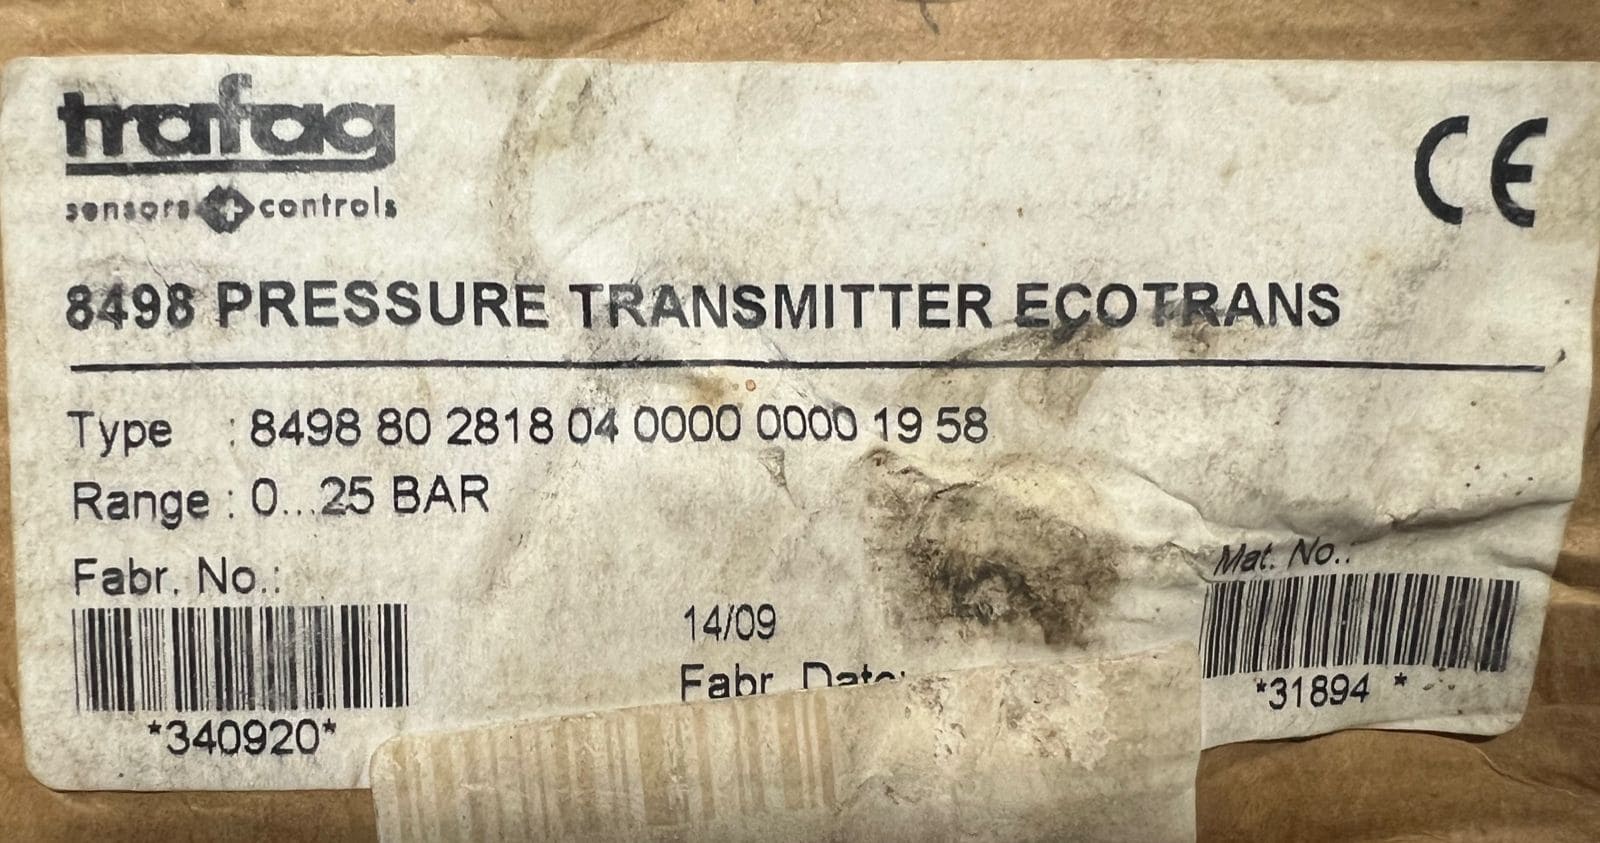 trafag
sensors controls
CE
8498 PRESSURE TRANSMITTER ECOTRANS
Type : 8498 80 2818 04 0000 0000 19 58
Range : 0...25 BAR
Fabr. No.:
Mat. No.:
14/09
Fabr. Date:
*340920*
*31894 *